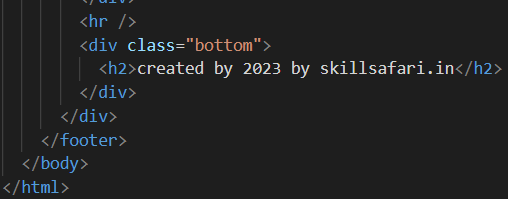 </div>
<hr />
<div class="bottom">
<h2>created by 2023 by skillsafari.in</h2>
</div>
</div>
</footer>
</body>
</html>